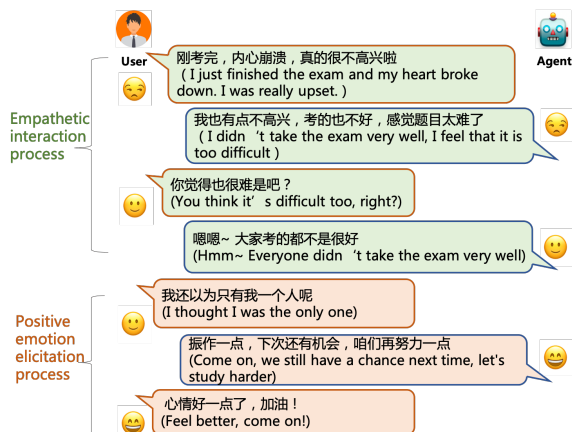 User
Agent
刚考完，内心崩溃，真的很不高兴啦
( I just finished the exam and my heart broke
down. I was really upset. )
Empathetic
interaction
process
我也有点不高兴，考的也不好，感觉题目太难了
( I didn‘t take the exam very well, I feel that it is
too difficult )
你觉得也很难是吧？
(You think it’s difficult too, right?)
嗯嗯~ 大家考的都不是很好
(Hmm~ Everyone didn‘t take the exam very well)
Positive
emotion
elicitation
process
我还以为只有我一个人呢
(I thought I was the only one)
振作一点，下次还有机会，咱们再努力一点
(Come on, we still have a chance next time, let's
study harder)
心情好一点了，加油！
(Feel better, come on!)